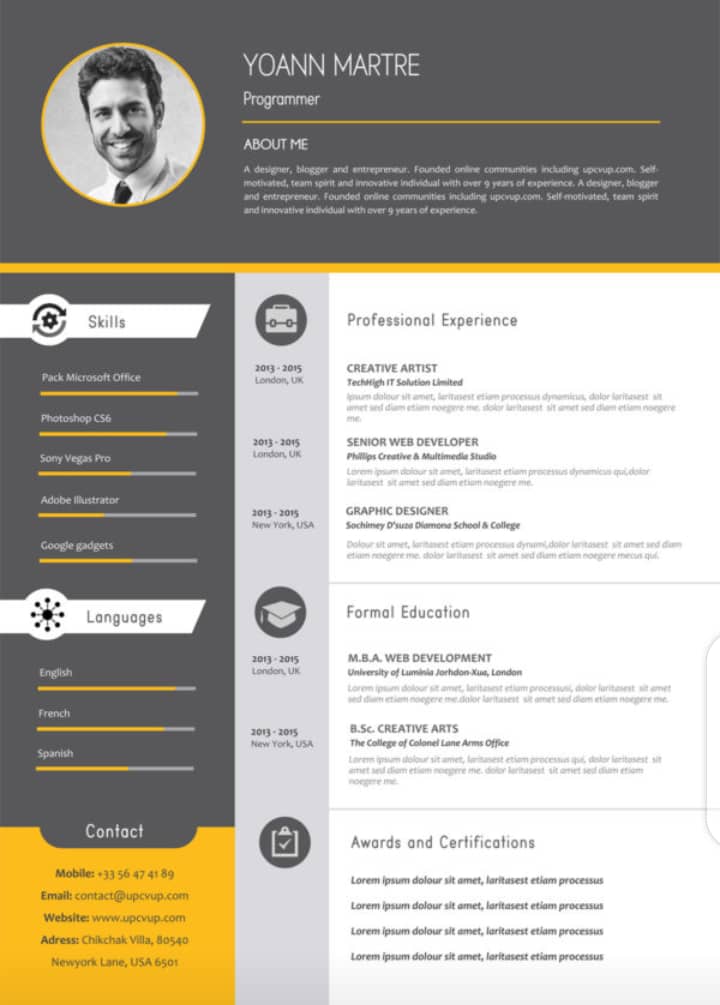 YOANN MARTRE
Programmer
ABOUT ME
A designer, blogger and entrepreneur. Founded online communities including upcvup.com. Self-
motivated, team spirit and innovative individual with over 9 years of experience. A designer, blogger
and entrepreneur. Founded online communities including upcvup.com. Self-motivated, team spirit
and innovative individual with over 9 years of experience.
Skills
Pack Microsoft Office
Photoshop CS6
Sony Vegas Pro
Adobe Illustrator
Google gadgets
Languages
English
French
Spanish
Contact
Mobile: +33 56 47 41 89
Email: contact@upcvup.com
Website: www.upcvup.com
Adress: Chikchak Villa, 80540
Newyork Lane, USA 6501
Professional Experience
2013 - 2015
London, UK
CREATIVE ARTIST
TechHigh IT Solution Limited
Ipsum dolour sit amet, laritasest etiam processus dynamicus, dolor laritasest sit
amet sed diam etiam noegere me. dolor laritasest sit amet sed diam etiam noegere
me.
2013 - 2015
London, UK
SENIOR WEB DEVELOPER
Phillips Creative & Multimedia Studio
Lorem ipsum dolour sit amet, laritasest etiam processus dynamicus qui,dolor
laritasest sit amet sed diam etiam noegere me.
2013 - 2015
New York, USA
GRAPHIC DESIGNER
Sochimey D'suza Diamona School & College
Dolour sit amet, laritasest etiam processus dynami,dolor laritasest sit amet sed diam
etiam noegere me. dolor laritasest sit amet sed diam etiam noegere mecus qui.
Formal Education
2013 - 2015
London, UK
M.B.A. WEB DEVELOPMENT
University of Luminia Jorhdon-Xua, London
Lorem ipsum dolour sit amet, laritasest etiam processusi, dolor laritasest sit amet
sed diam etiam noegere me.dolor laritasest sit amet sed diam etiam noegere me.
2013 - 2015
New York, USA
B.Sc. CREATIVE ARTS
The College of Colonel Lane Arms Office
Lorem ipsum dolour sit amet, laritasest etiam processus qui, dolor laritasest sit
amet sed diam etiam noegere me. dolor laritasest sit amet sed diam etiam
noegere me.
Awards and Certifications
Lorem ipsum dolour sit amet, laritasest etiam processus
Lorem ipsum dolour sit amet, laritasest etiam processus
Lorem ipsum dolour sit amet, laritasest etiam processus
Lorem ipsum dolour sit amet, laritasest etiam processus